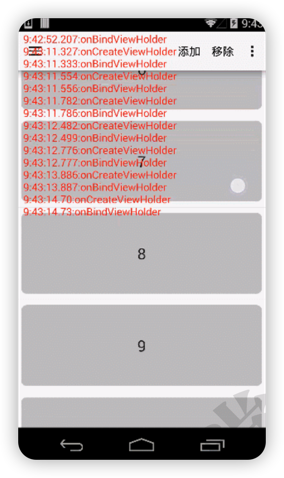 9:43
9:42:52.207:onBindViewHolder
9:43:11.327:onCreateViewHolder
添加 移除
9:43:11.333:onBindViewHolder
9:43:11.554:onCreateViewHolder
6
9:43:11.556:onBindViewHolder
9:43:11.782:onCreateViewHolder
9:43:11.786:onBindViewHolder
9:43:12.482:onCreateViewHolder
9:43:12.499:onBindViewHolder
9:43:12.776:onCreateViewHolder
9:43:12.777:onBindViewHolder
7
9:43:13.886:onCreateViewHolder
9:43:13.887:onBindViewHolder
9:43:14.70:onCreateViewHolder
9:43:14.73:onBindViewHolder
8
9